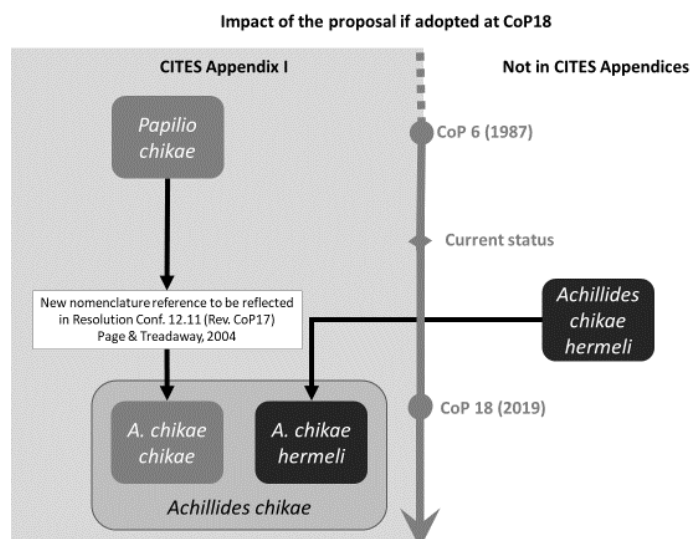 Impact of the proposal if adopted at CoP18
CITES Appendix I
Not in CITES Appendices
Papilio
chikae
CoP 6 (1987)
Current status
New nomenclature reference to be reflected
in Resolution Conf. 12.11 (Rev. CoP17)
Page & Treadaway, 2004
Achillides
chikae
hermeli
CoP 18 (2019)
A. chikae
chikae
A. chikae
hermeli
Achillides chikae